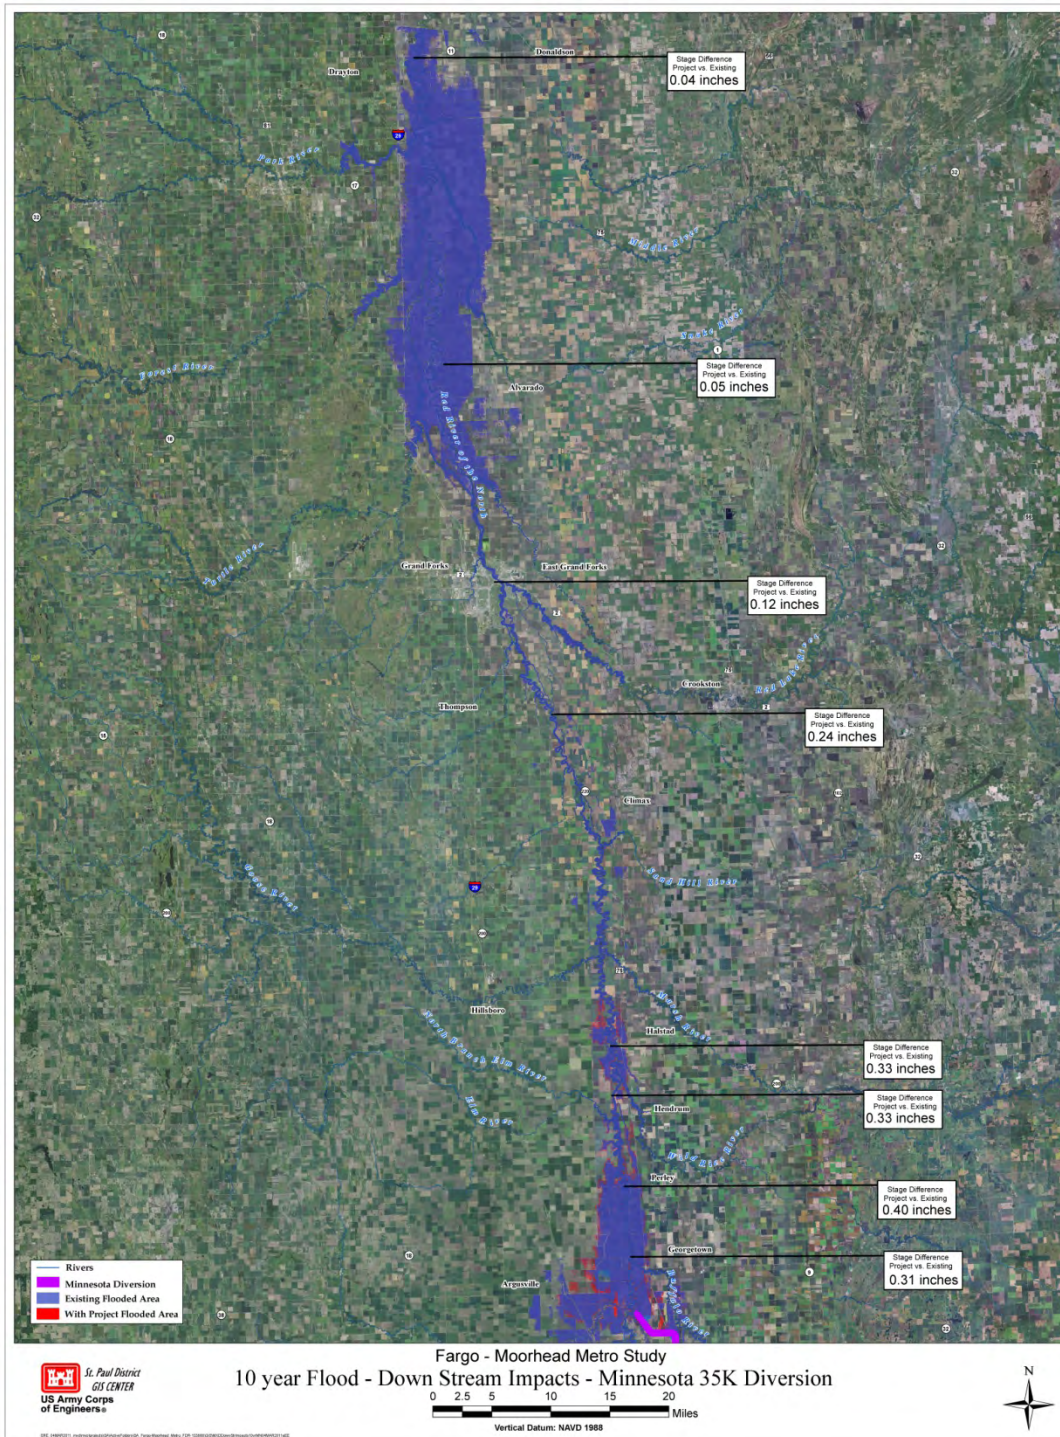 Donaldson
Drayton
Stage Difference
Project vs. Existing
0.04 inches
Park River
Middle River
Snake River
Forest River
Stage Difference
Project vs. Existing
0.05 inches
Alvarado
Red River of the North
Turtle River
Grand Forks
East Grand Forks
Stage Difference
Project vs. Existing
0.12 inches
Crookston
Red Lake River
Thompson
Stage Difference
Project vs. Existing
0.24 inches
Climax
Sand Hill River
Goose River
Hillsboro
Marsh River
Halstad
North Branch Elm River
Elm River
Stage Difference
Project vs. Existing
0.33 inches
Stage Difference
Project vs. Existing
0.33 inches
Hendrum
Wild Rice River
Perley
Stage Difference
Project vs. Existing
0.40 inches
Georgetown
Stage Difference
Project vs. Existing
0.31 inches
Argusville
Buffalo River
Rivers
Minnesota Diversion
Existing Flooded Area
With Project Flooded Area
Fargo - Moorhead Metro Study
10 year Flood - Down Stream Impacts - Minnesota 35K Diversion
St. Paul District
GIS CENTER
US Army Corps
of Engineers®
0 2.5 5 10 15 20
Miles
Vertical Datum: NAVD 1988
N